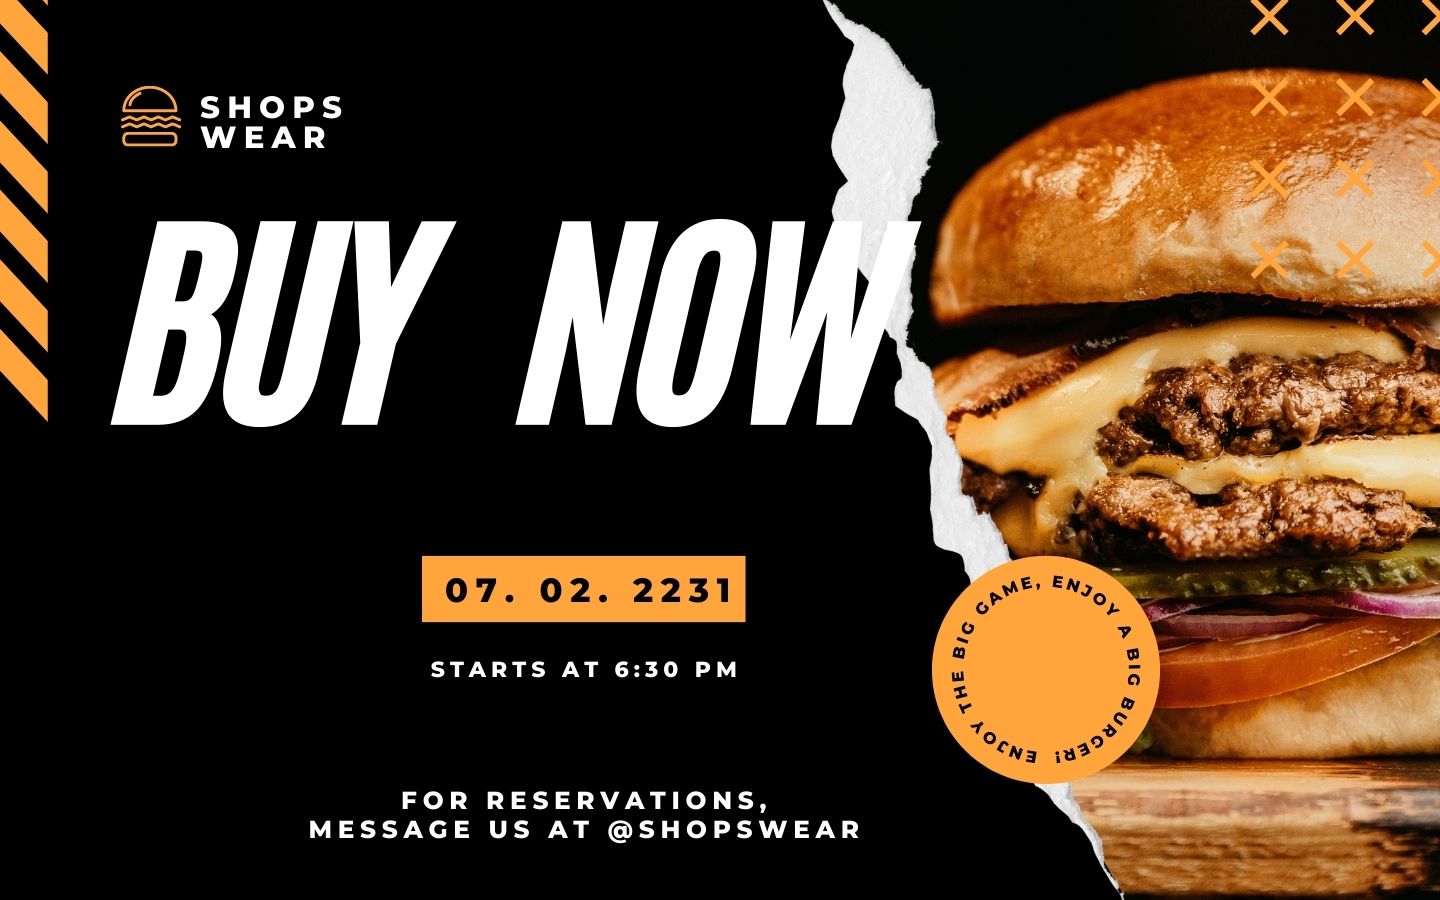 SHOPS
WEAR
BUY NOW
07. 02. 2231
STARTS AT 6:30 PM
ENJOY THE BIG GAME, ENJOY A BIG BURGER!
FOR RESERVATIONS,
MESSAGE US AT @SHOPSWEAR